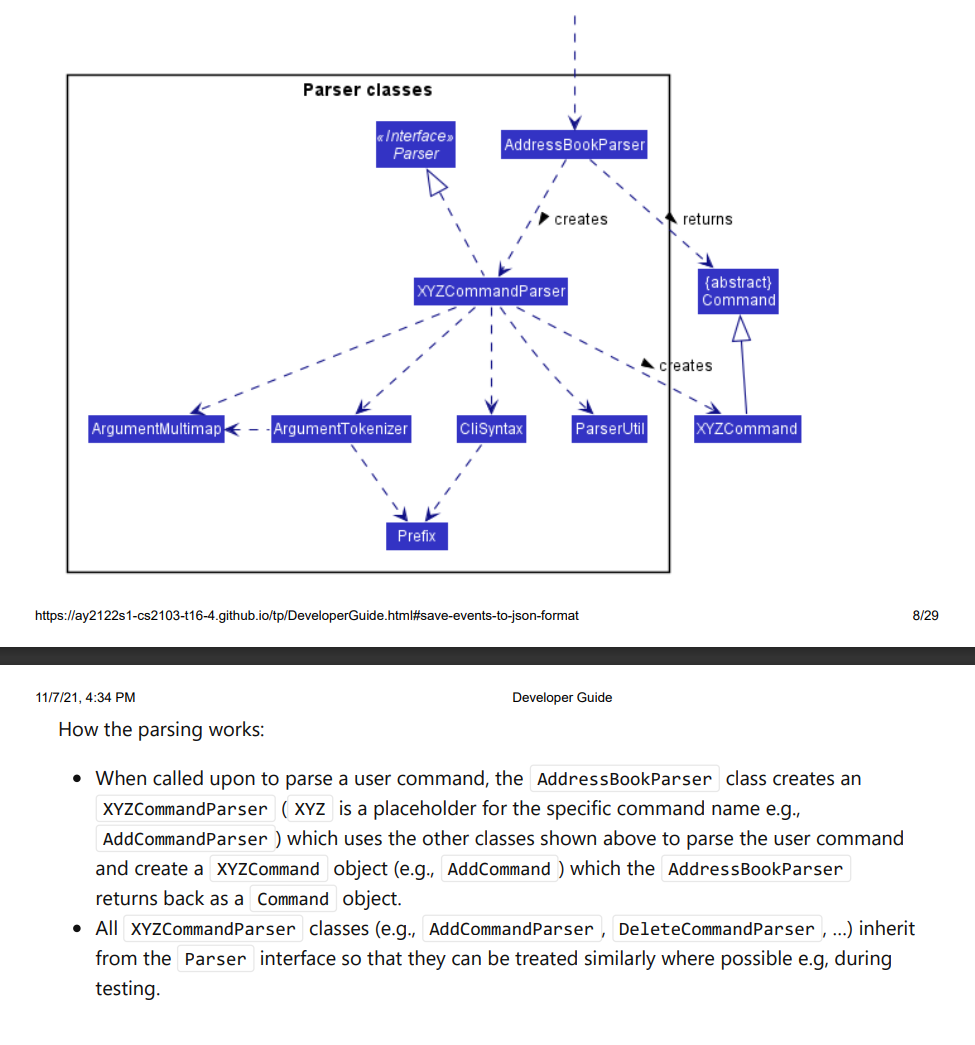 Parser classes
«Interface»
Parser
AddressBookParser
creates
returns
XYZCommandParser
{abstract}
Command
creates
ArgumentMultimap
ArgumentTokenizer
CliSyntax
ParserUtil
XYZCommand
Prefix
https://ay2122s1-cs2103-t16-4.github.io/tp/DeveloperGuide.html#save-events-to-json-format 8/29
11/7/21, 4:34 PM Developer Guide
How the parsing works:
• When called upon to parse a user command, the AddressBookParser class creates an
XYZCommandParser ( XYZ is a placeholder for the specific command name e.g.,
AddCommandParser ) which uses the other classes shown above to parse the user command
and create a XYZCommand object (e.g., AddCommand ) which the AddressBookParser
returns back as a Command object.
• All XYZCommandParser classes (e.g., AddCommandParser , DeleteCommandParser , ...) inherit
from the Parser interface so that they can be treated similarly where possible e.g, during
testing.